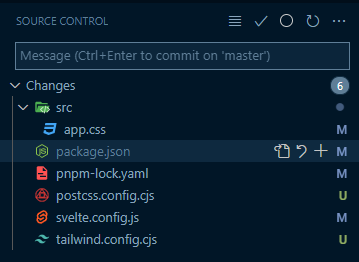 SOURCE CONTROL
Message (Ctrl+Enter to commit on 'master')
Changes 6
src
app.css M
package.json M
pnpm-lock.yaml M
postcss.config.cjs U
svelte.config.js M
tailwind.config.cjs U